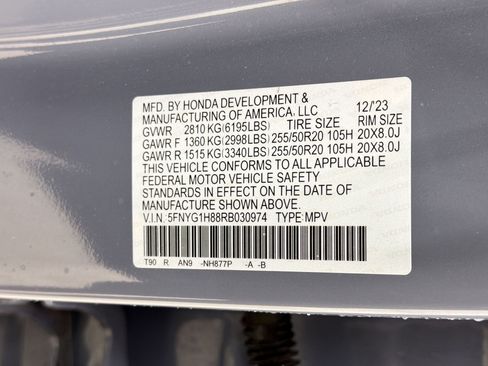 MFD. BY HONDA DEVELOPMENT &
MANUFACTURING OF AMERICA, LLC 12/'23
GVWR 2810 KG(6195LBS) TIRE SIZE RIM SIZE
GAWR F 1360 KG(2998LBS) 255/50R20 105H 20X8.0J
GAWR R 1515 KG(3340LBS) 255/50R20 105H 20X8.0J
THIS VEHICLE CONFORMS TO ALL APPLICABLE
FEDERAL MOTOR VEHICLE SAFETY
STANDARDS IN EFFECT ON THE DATE OF
MANUFACTURE SHOWN ABOVE.
V.I.N. 5FNYG1H88RB030974 TYPE: MPV
T90 R AN9 -NH877P -A -B